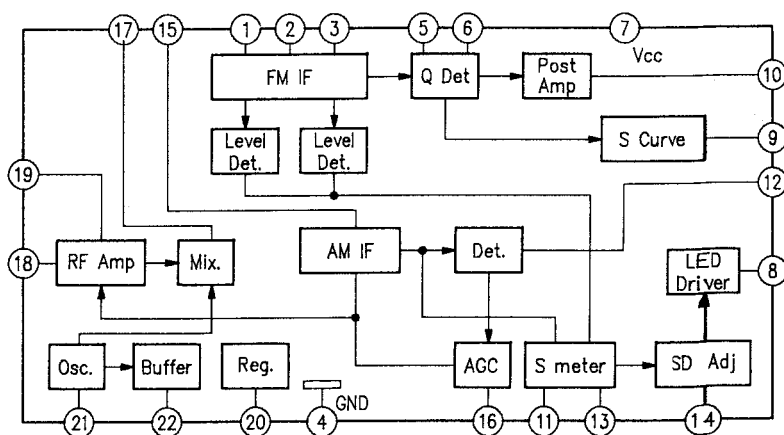 17 15 1 2 3 5 6 7
Vcc
FM IF
Q Det
Post
Amp
10
Level
Det.
Level
Det.
S Curve
9
19
12
18
RF Amp
Mix.
AM IF
Det.
LED
Driver
8
Osc.
Buffer
Reg.
AGC
S meter
SD Adj
GND
21 22 20 4 16 11 13 14